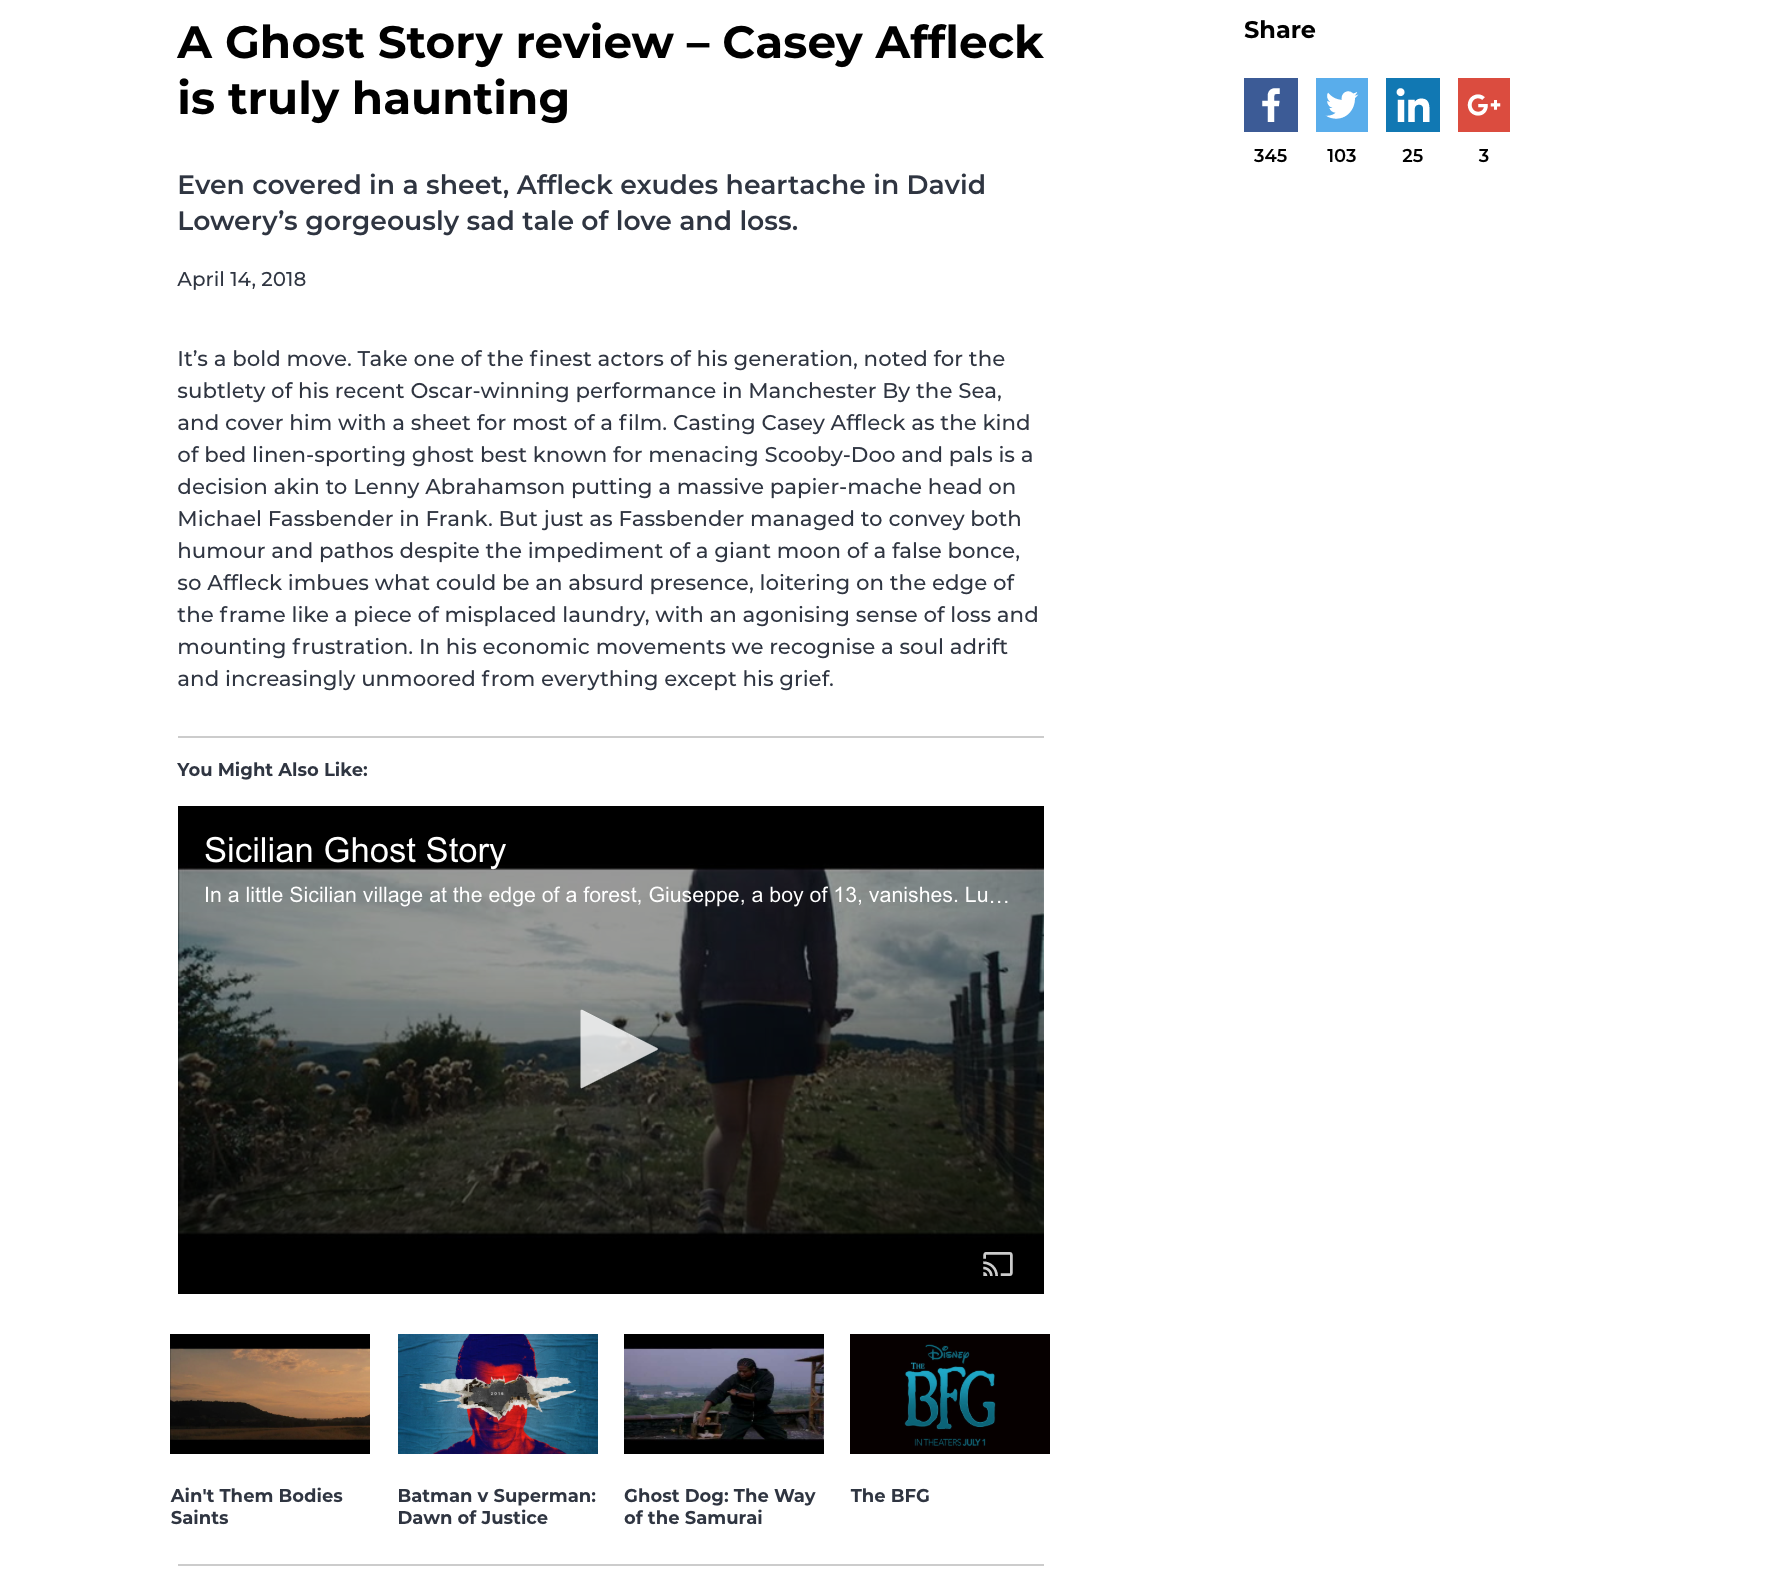 A Ghost Story review – Casey Affleck
is truly haunting
Even covered in a sheet, Affleck exudes heartache in David
Lowery’s gorgeously sad tale of love and loss.
April 14, 2018
It’s a bold move. Take one of the finest actors of his generation, noted for the
subtlety of his recent Oscar-winning performance in Manchester By the Sea,
and cover him with a sheet for most of a film. Casting Casey Affleck as the kind
of bed linen-sporting ghost best known for menacing Scooby-Doo and pals is a
decision akin to Lenny Abrahamson putting a massive papier-mache head on
Michael Fassbender in Frank. But just as Fassbender managed to convey both
humour and pathos despite the impediment of a giant moon of a false bonce,
so Affleck imbues what could be an absurd presence, loitering on the edge of
the frame like a piece of misplaced laundry, with an agonising sense of loss and
mounting frustration. In his economic movements we recognise a soul adrift
and increasingly unmoored from everything except his grief.
You Might Also Like:
Sicilian Ghost Story
In a little Sicilian village at the edge of a forest, Giuseppe, a boy of 13, vanishes. Lu…
2016
Disney
THE
BFG
IN THEATERS JULY 1
Ain't Them Bodies
Saints
Batman v Superman:
Dawn of Justice
Ghost Dog: The Way
of the Samurai
The BFG
Share
f
in
G+
345
103
25
3